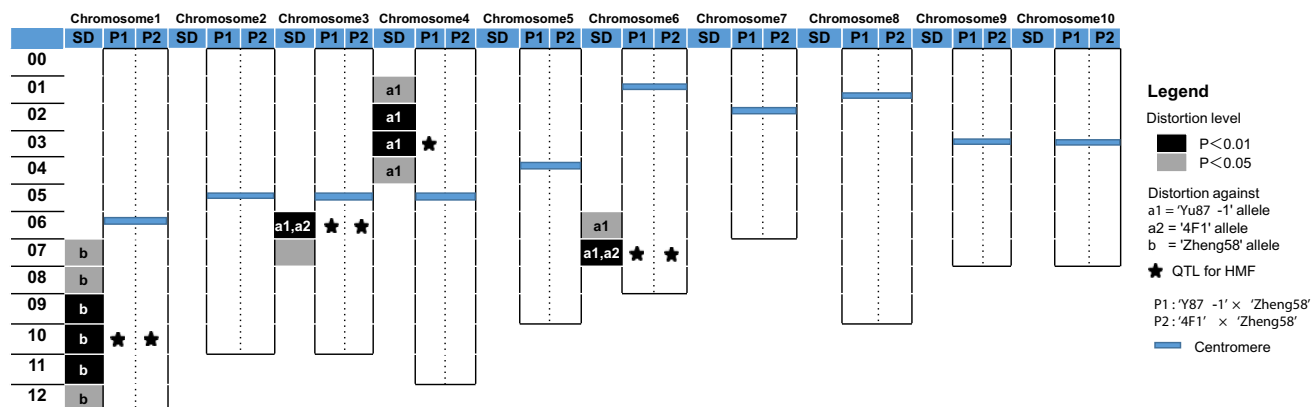 Chromosome1 Chromosome2 Chromosome3 Chromosome4 Chromosome5 Chromosome6 Chromosome7 Chromosome8 Chromosome9 Chromosome10
SD P1 P2 SD P1 P2 SD P1 P2 SD P1 P2 SD P1 P2 SD P1 P2 SD P1 P2 SD P1 P2 SD P1 P2 SD P1 P2
00
01 a1
02 a1
03 a1
04 a1
05
06 a1,a2 a1
07 b a1,a2
08 b
09 b
10 b
11 b
12 b
Legend
Distortion level
P<0.01
P<0.05
Distortion against
a1 = 'Yu87 -1' allele
a2 = '4F1' allele
b = 'Zheng58' allele
QTL for HMF
P1 : 'Y87 -1' × 'Zheng58'
P2 : '4F1' × 'Zheng58'
Centromere